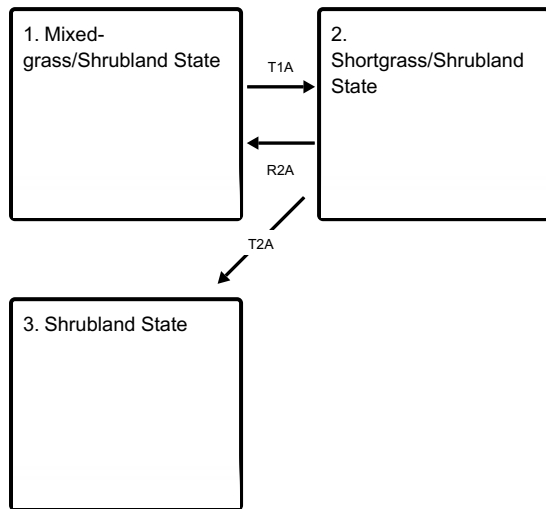 1. Mixed-
grass/Shrubland State
2.
Shortgrass/Shrubland
State
T1A
R2A
T2A
3. Shrubland State